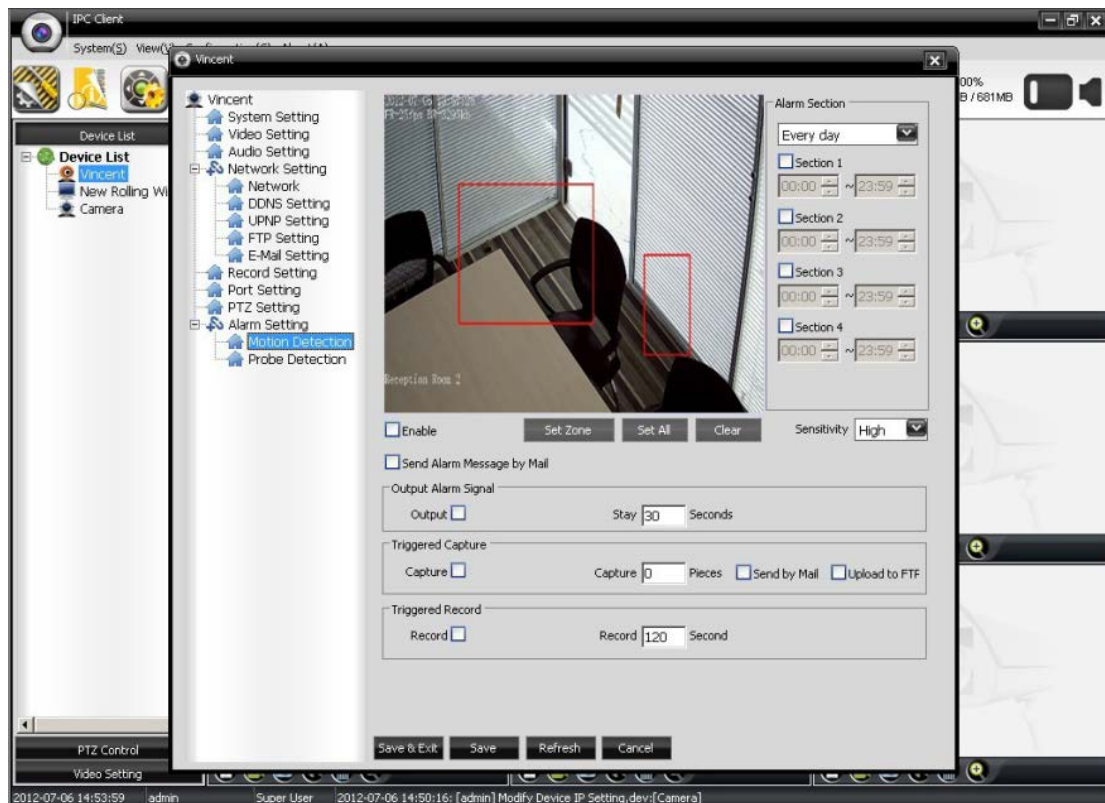 IPC Client
System(S) View(V)
Vincent
00%
B / 681MB
Device List
Device List
Vincent
New Rolling Wi
Camera
PTZ Control
Video Setting
Vincent
System Setting
Video Setting
Audio Setting
Network Setting
Network
DDNS Setting
UPNP Setting
FTP Setting
E-Mail Setting
Record Setting
Port Setting
PTZ Setting
Alarm Setting
Motion Detection
Probe Detection
Reception Room 2
Alarm Section
Every day
Section 1
00:00 ~ 23:59
Section 2
00:00 ~ 23:59
Section 3
00:00 ~ 23:59
Section 4
00:00 ~ 23:59
Enable Set Zone Set All Clear Sensitivity High
Send Alarm Message by Mail
Output Alarm Signal
Output Stay 30 Seconds
Triggered Capture
Capture Capture 0 Pieces Send by Mail Upload to FTP
Triggered Record
Record Record 120 Second
Save & Exit Save Refresh Cancel
2012-07-06 14:53:59 admin Super User 2012-07-06 14:50:16: [admin] Modify Device IP Setting,dev:[Camera]